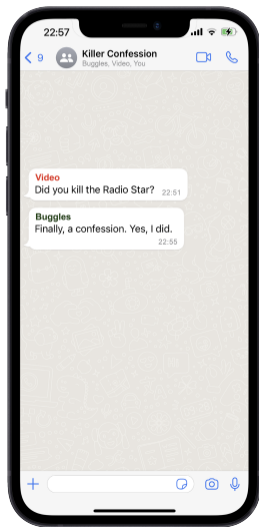 22:57
9
Killer Confession
Buggles, Video, You
Video
Did you kill the Radio Star? 22:51
Buggles
Finally, a confession. Yes, I did.
22:55